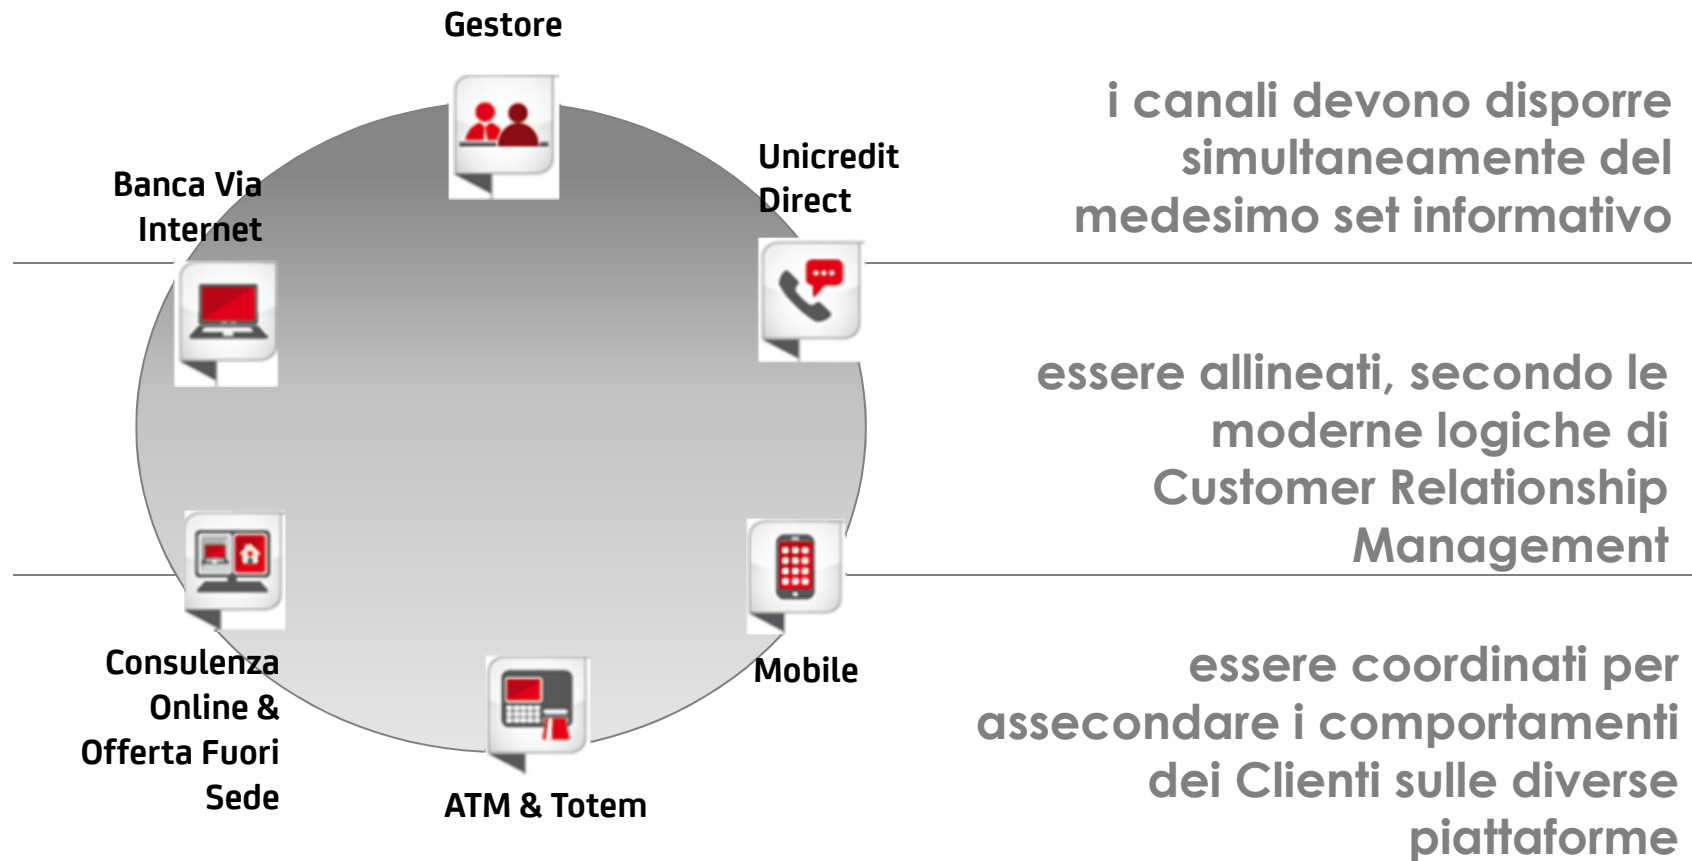 Gestore
Banca Via
Internet
Unicredit
Direct
Consulenza
Online &
Offerta Fuori
Sede
ATM & Totem
Mobile
i canali devono disporre
simultaneamente del
medesimo set informativo
essere allineati, secondo le
moderne logiche di
Customer Relationship
Management
essere coordinati per
assecondare i comportamenti
dei Clienti sulle diverse
piattaforme